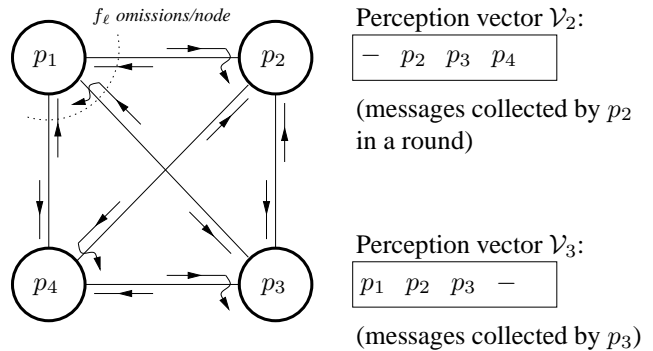 f_ℓ omissions/node
p₁
p₂
p₄
p₃
Perception vector 𝒱₂:
− p₂ p₃ p₄
(messages collected by p₂
in a round)
Perception vector 𝒱₃:
p₁ p₂ p₃ −
(messages collected by p₃)